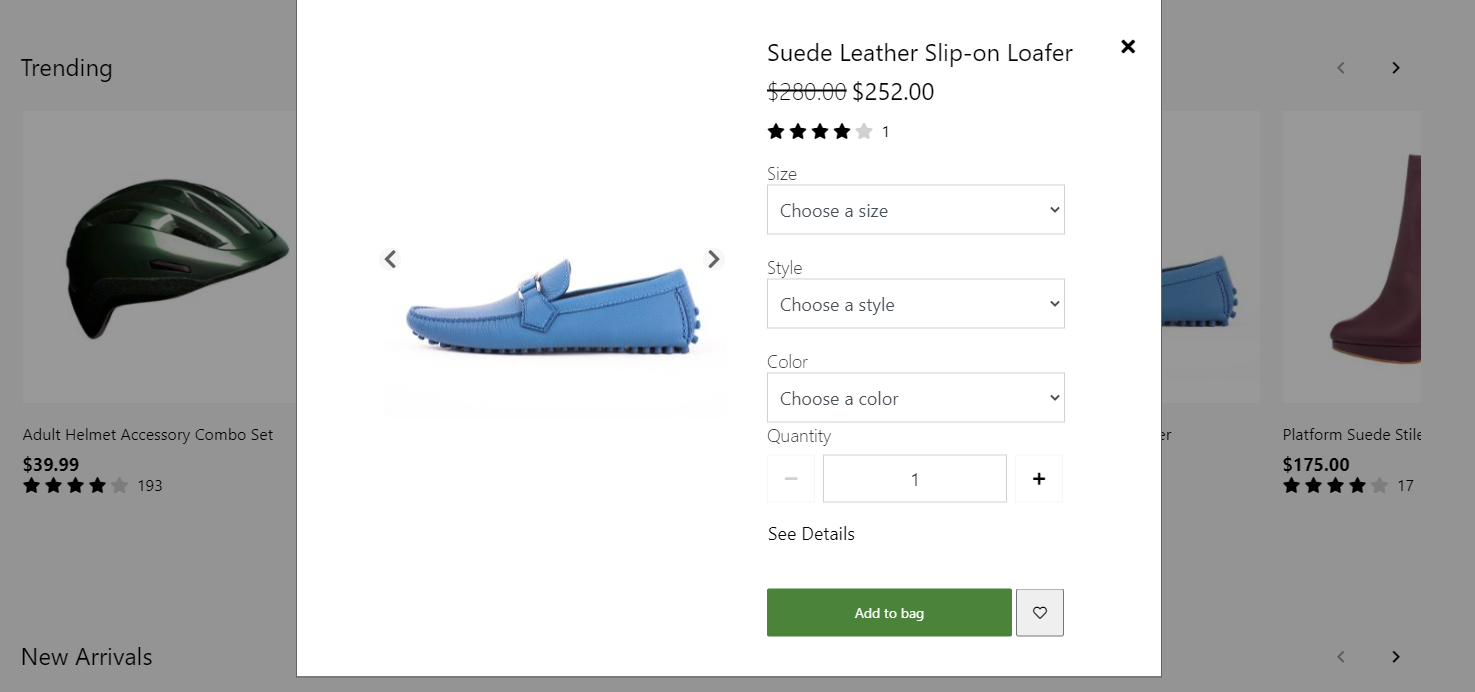 Trending
Adult Helmet Accessory Combo Set
$39.99
193
Suede Leather Slip-on Loafer
$280.00 $252.00
1
Size
Choose a size
Style
Choose a style
Color
Choose a color
Quantity
1
See Details
Add to bag
er
Platform Suede Stile
$175.00
17
New Arrivals